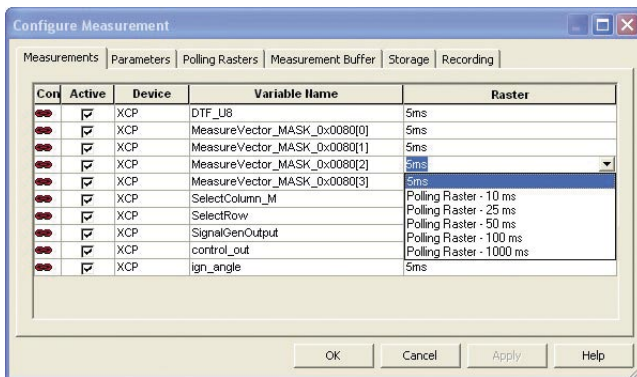 Configure Measurement
Measurements Parameters Polling Rasters Measurement Buffer Storage Recording
Con Active Device Variable Name Raster
XCP DTF_U8 5ms
XCP MeasureVector_MASK_0x0080[0] 5ms
XCP MeasureVector_MASK_0x0080[1] 5ms
XCP MeasureVector_MASK_0x0080[2] 5ms
XCP MeasureVector_MASK_0x0080[3] 5ms
XCP SelectColumn_M Polling Raster - 10 ms
Polling Raster - 25 ms
XCP SelectRow Polling Raster - 50 ms
XCP SignalGenOutput Polling Raster - 100 ms
XCP control_out Polling Raster - 1000 ms
XCP ign_angle 5ms
OK Cancel Apply Help